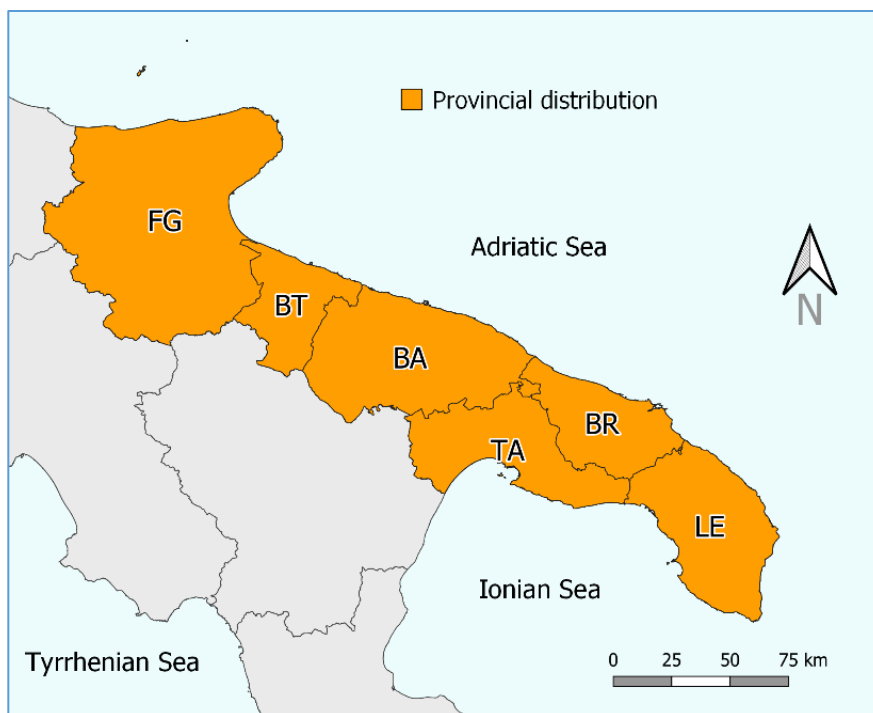 Provincial distribution
FG
Adriatic Sea
BT
N
BA
BR
TA
LE
Ionian Sea
Tyrrhenian Sea
0 25 50 75 km